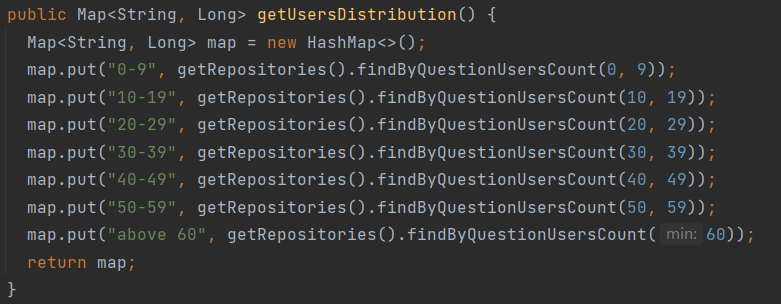 public Map<String, Long> getUsersDistribution() {
Map<String, Long> map = new HashMap<>();
map.put("0-9", getRepositories().findByQuestionUsersCount(0, 9));
map.put("10-19", getRepositories().findByQuestionUsersCount(10, 19));
map.put("20-29", getRepositories().findByQuestionUsersCount(20, 29));
map.put("30-39", getRepositories().findByQuestionUsersCount(30, 39));
map.put("40-49", getRepositories().findByQuestionUsersCount(40, 49));
map.put("50-59", getRepositories().findByQuestionUsersCount(50, 59));
map.put("above 60", getRepositories().findByQuestionUsersCount( min: 60));
return map;
}